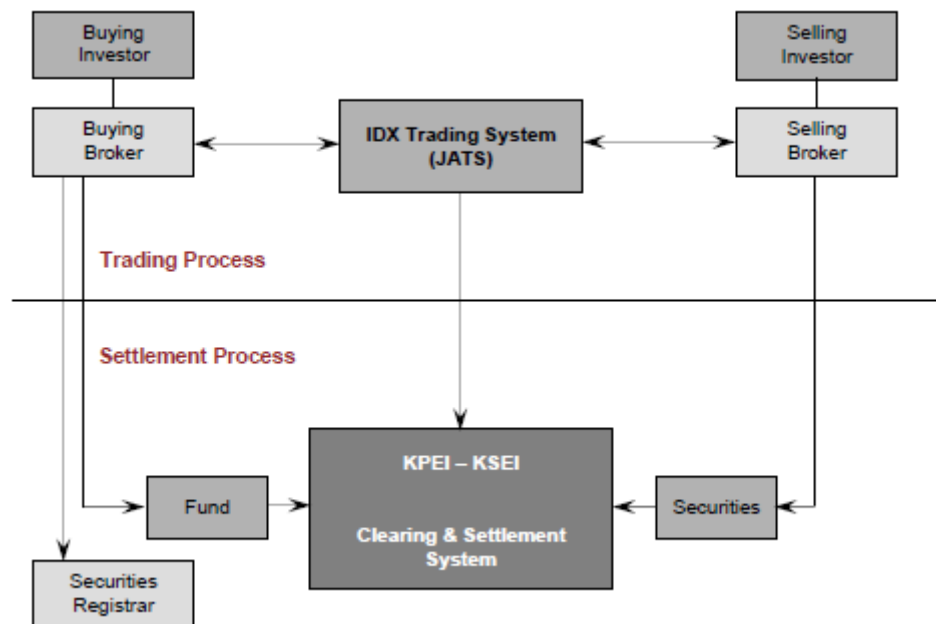 Buying
Investor
Selling
Investor
Buying
Broker
IDX Trading System
(JATS)
Selling
Broker
Trading Process
Settlement Process
KPEI – KSEI
Fund
Securities
Clearing & Settlement
System
Securities
Registrar